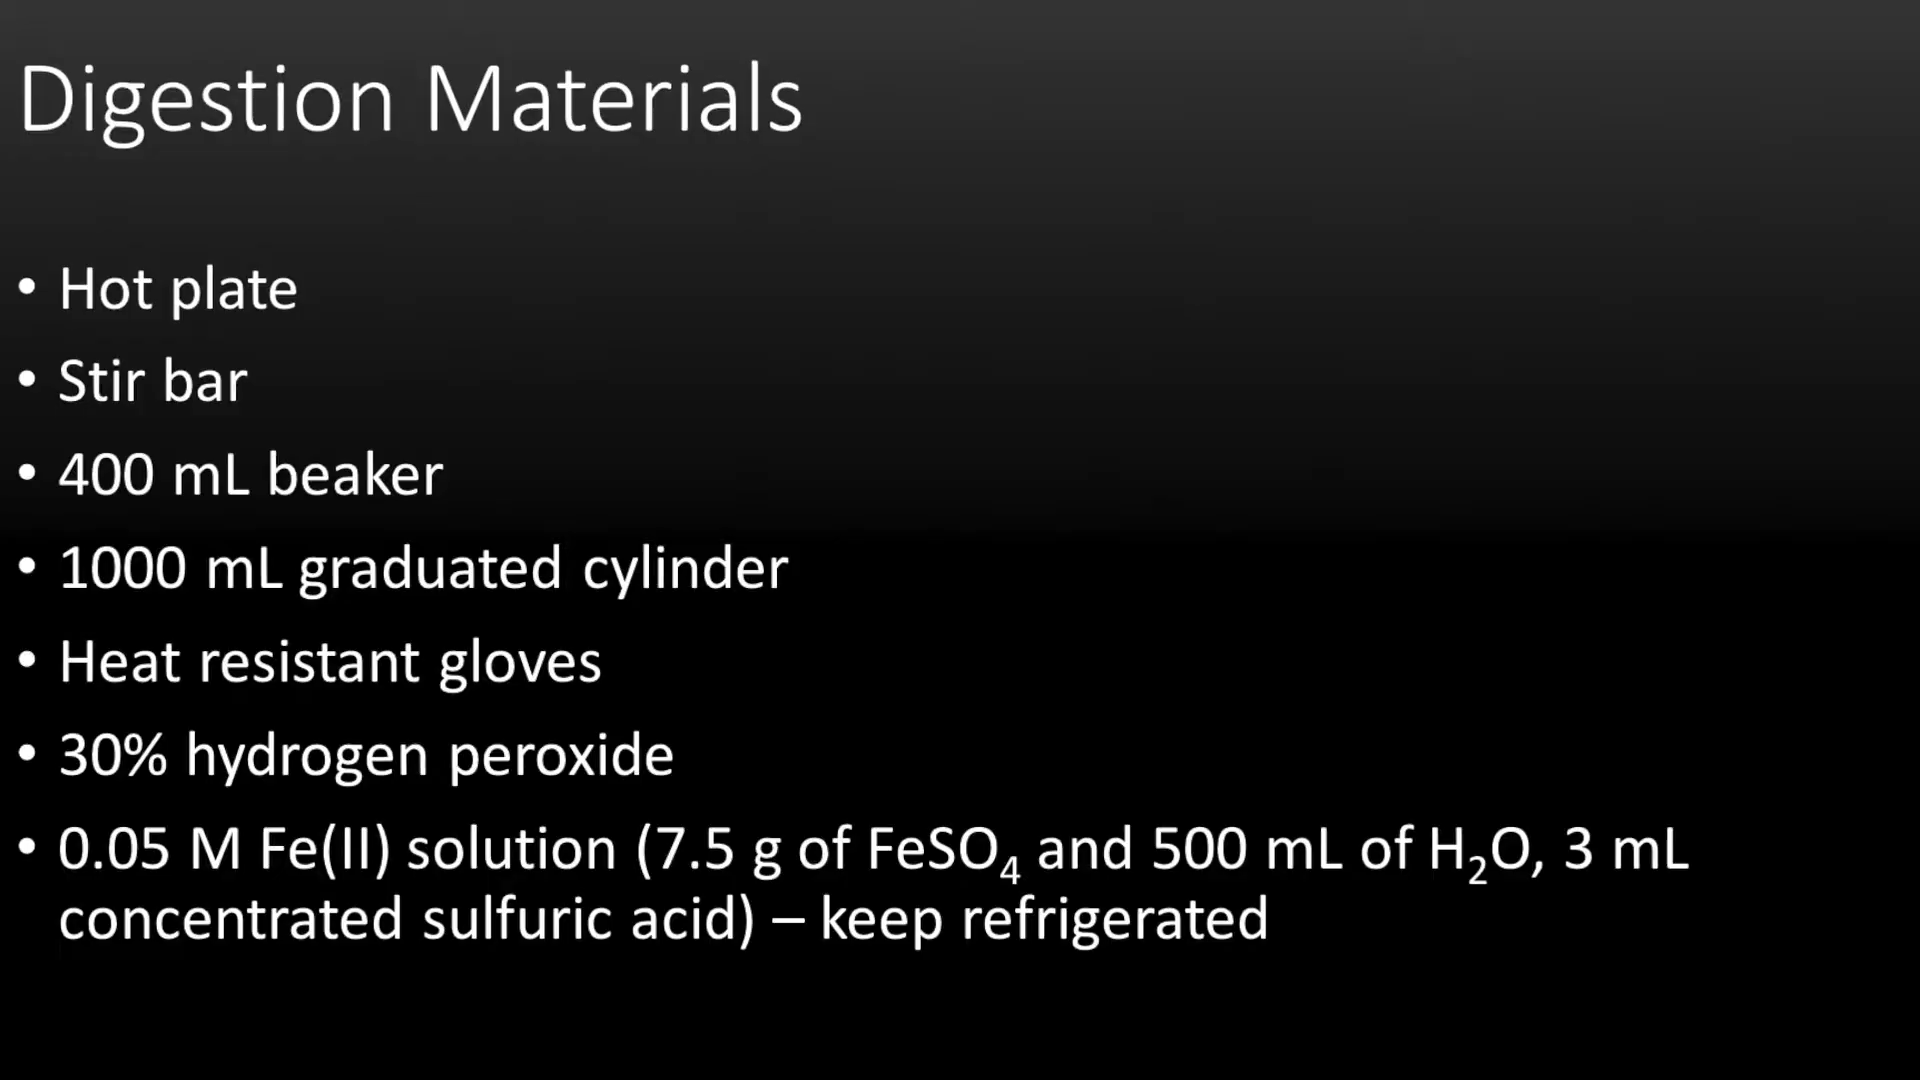 Digestion Materials
• Hot plate
• Stir bar
• 400 mL beaker
• 1000 mL graduated cylinder
• Heat resistant gloves
• 30% hydrogen peroxide
• 0.05 M Fe(II) solution (7.5 g of FeSO₄ and 500 mL of H₂O, 3 mL
concentrated sulfuric acid) – keep refrigerated